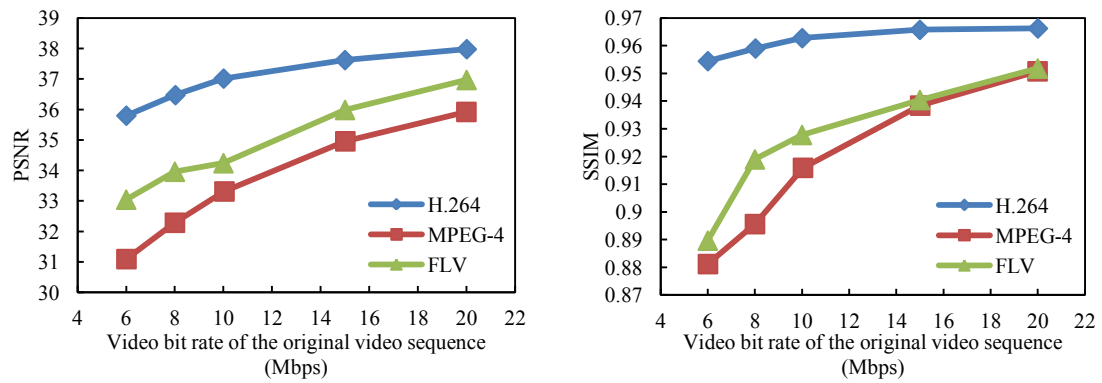 39
38
37
36
35
34
33
32
31
30
PSNR
H.264
MPEG-4
FLV
4 6 8 10 12 14 16 18 20 22
Video bit rate of the original video sequence
(Mbps)
0.97
0.96
0.95
0.94
0.93
0.92
0.91
0.9
0.89
0.88
0.87
SSIM
H.264
MPEG-4
FLV
4 6 8 10 12 14 16 18 20 22
Video bit rate of the original video sequence
(Mbps)